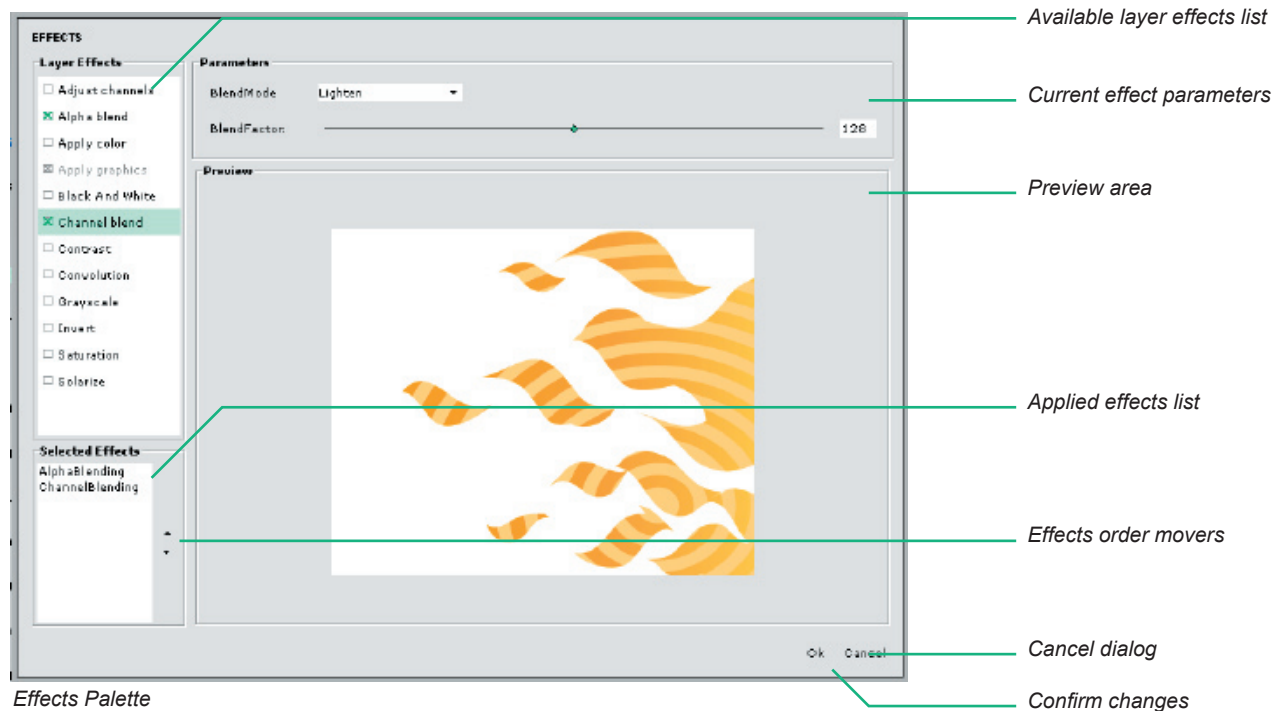 EFFECTS
Layer Effects
Adjust channels
Alpha blend
Apply color
Apply graphics
Black And White
Channel blend
Contrast
Convolution
Grayscale
Invert
Saturation
Solarize
Selected Effects
AlphaBlending
ChannelBlending
Parameters
BlendMode Lighten
BlendFactor: 128
Preview
Ok Cancel
Available layer effects list
Current effect parameters
Preview area
Applied effects list
Effects order movers
Cancel dialog
Confirm changes
Effects Palette